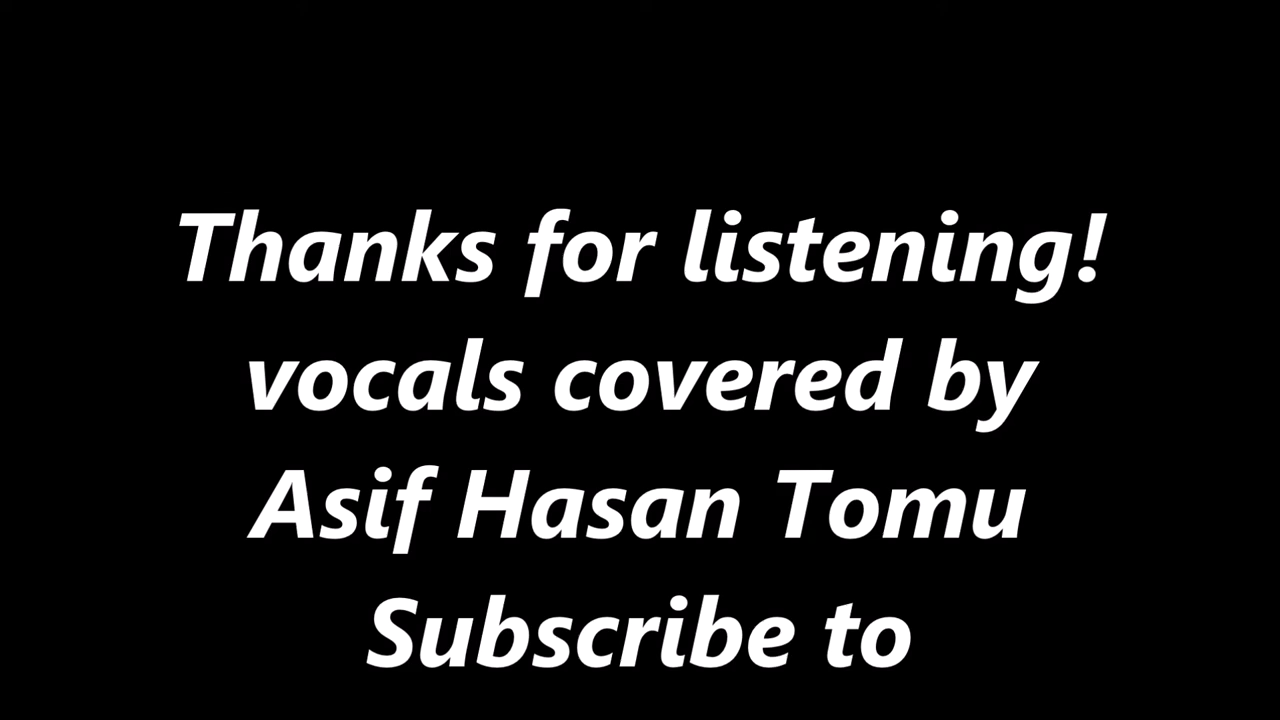 Thanks for listening!
vocals covered by
Asif Hasan Tomu
Subscribe to